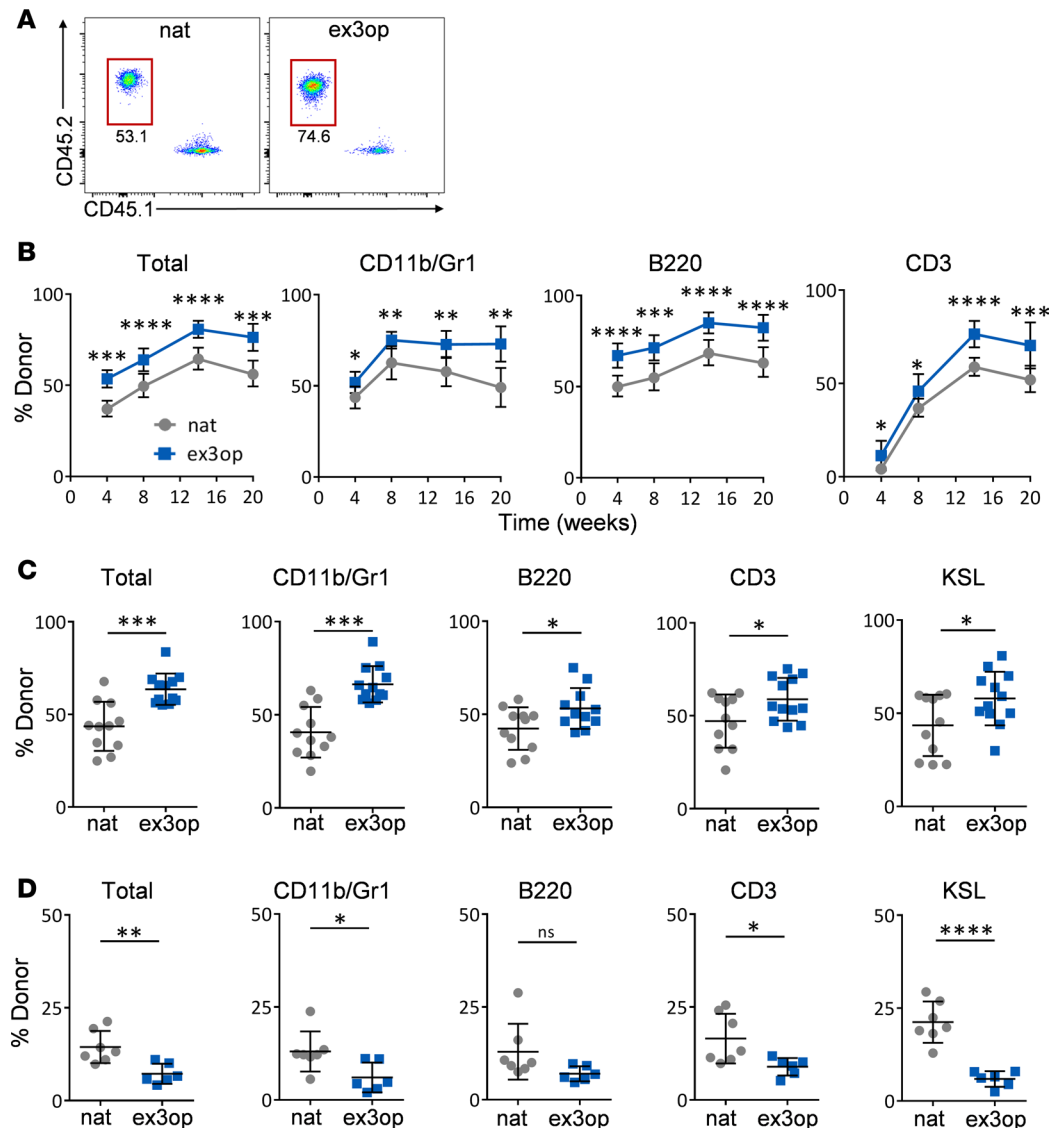 A
nat ex3op
CD45.2
53.1 74.6
CD45.1
B
Total CD11b/Gr1 B220 CD3
% Donor
100 100 100 100
50 50 50 50
0 0 0 0
*** **** **** ***
* ** ** **
**** *** **** ****
* * **** ***
nat
ex3op
0 4 8 12 16 20 0 4 8 12 16 20 0 4 8 12 16 20 0 4 8 12 16 20
Time (weeks)
C
Total CD11b/Gr1 B220 CD3 KSL
*** *** * * *
% Donor
100 100 100 100 100
50 50 50 50 50
0 0 0 0 0
nat ex3op nat ex3op nat ex3op nat ex3op nat ex3op
D
Total CD11b/Gr1 B220 CD3 KSL
** * ns * ****
% Donor
50 50 50 50 50
25 25 25 25 25
0 0 0 0 0
nat ex3op nat ex3op nat ex3op nat ex3op nat ex3op